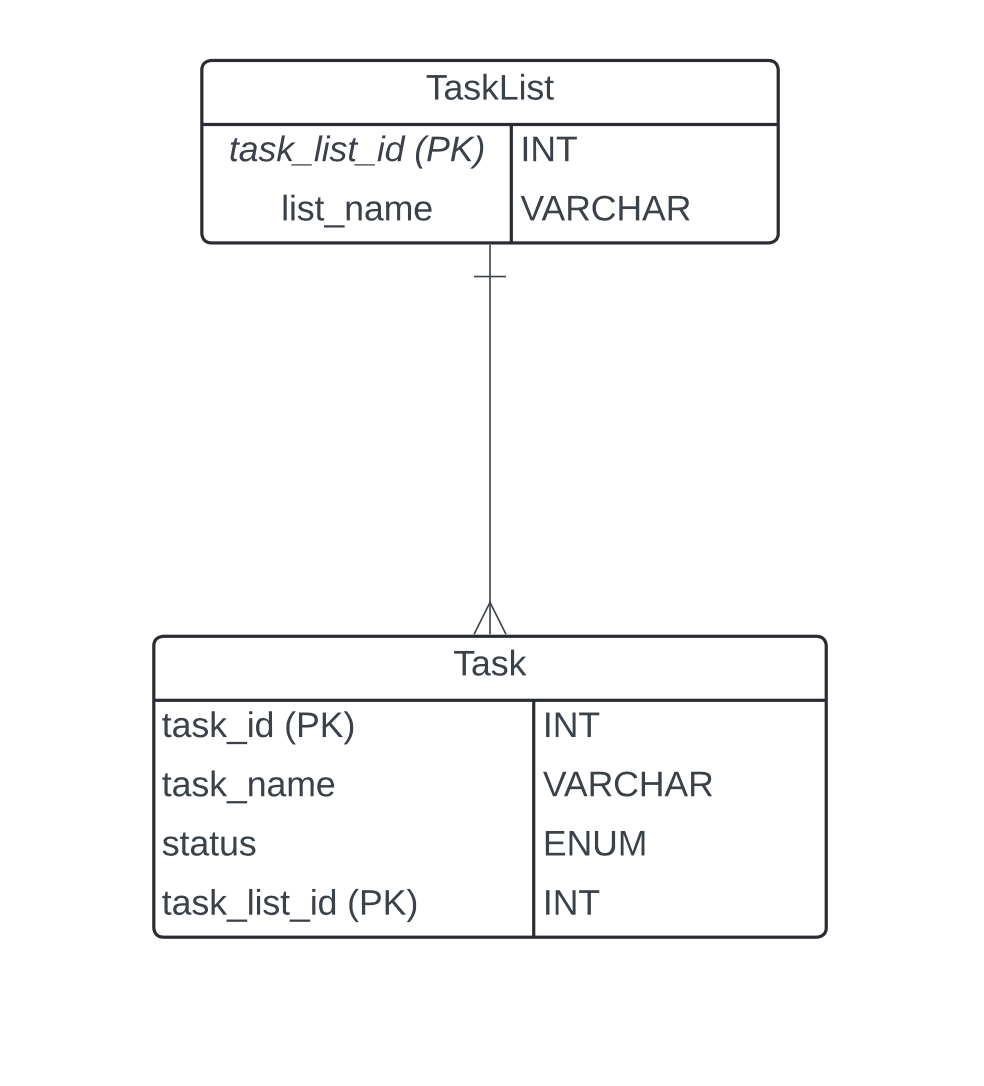 TaskList
task_list_id (PK) INT
list_name VARCHAR
Task
task_id (PK) INT
task_name VARCHAR
status ENUM
task_list_id (PK) INT